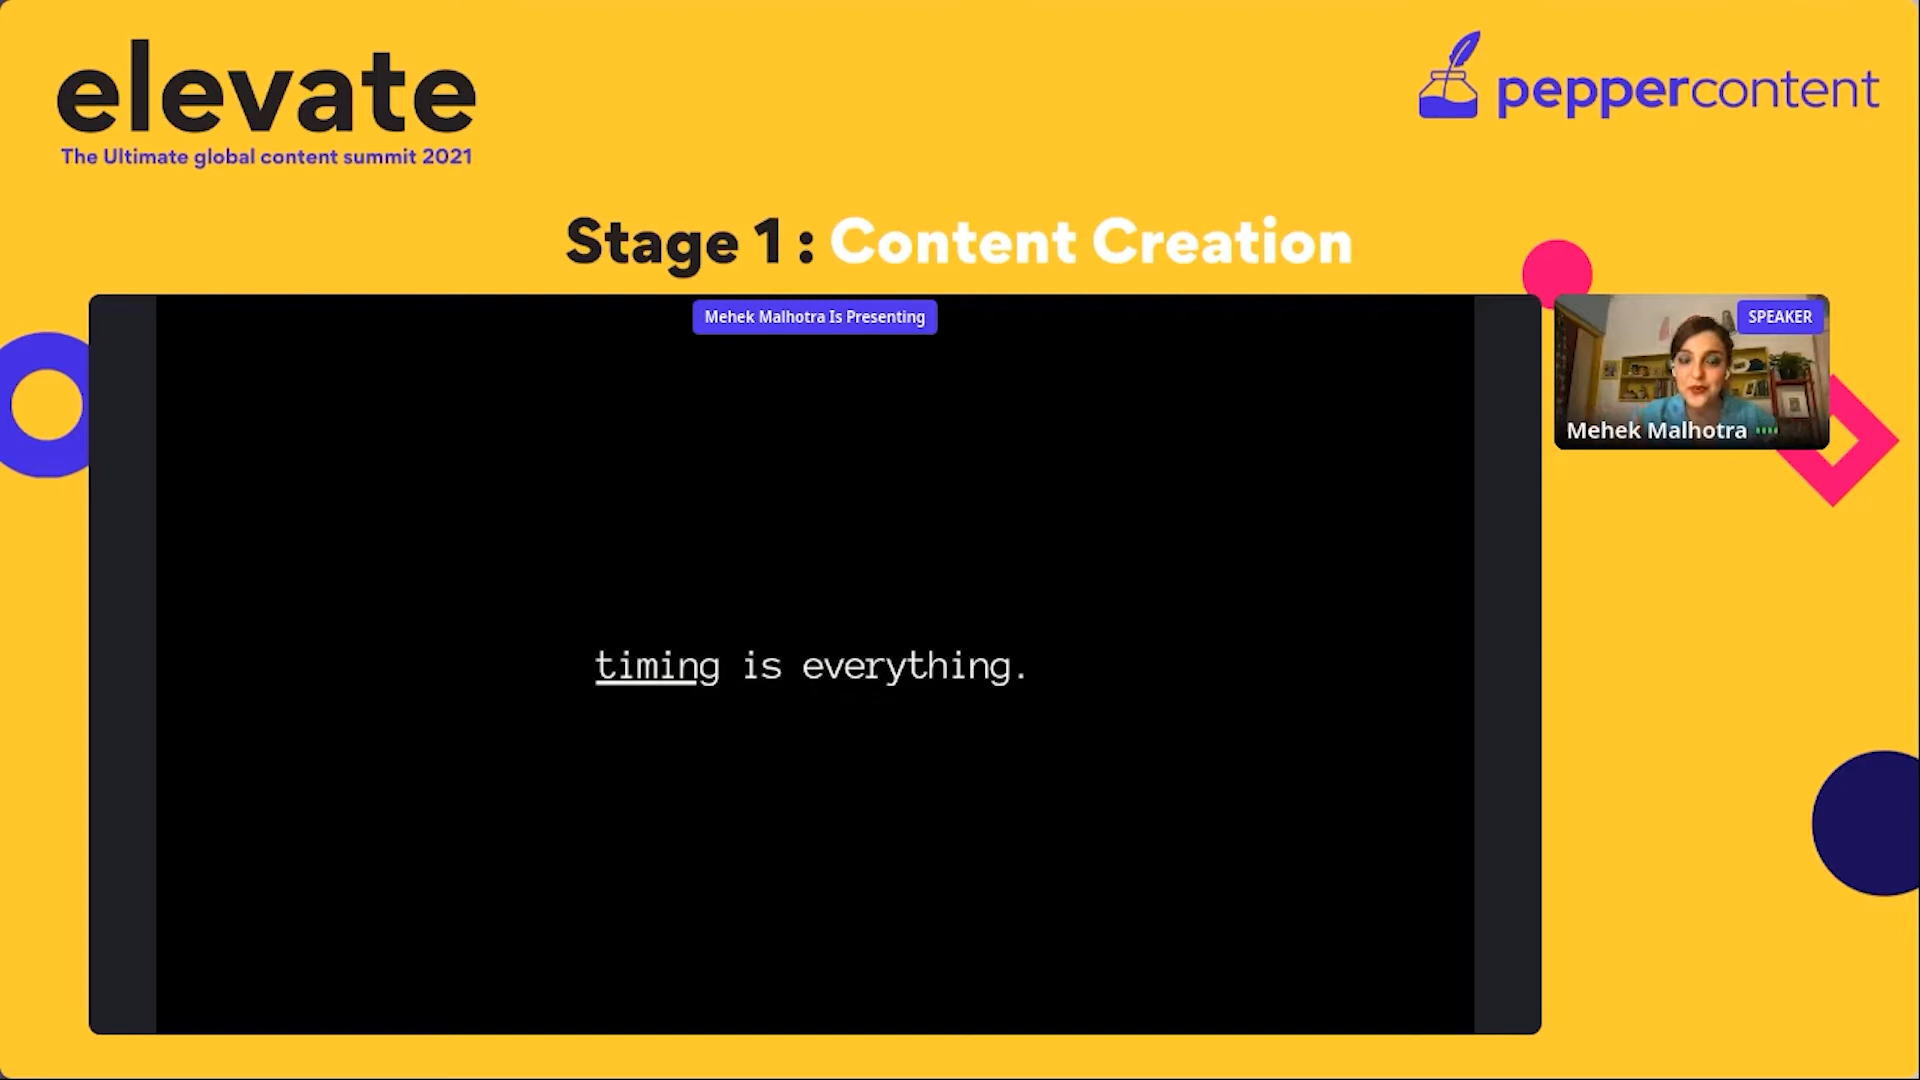 elevate
The Ultimate global content summit 2021
peppercontent
Stage 1 : Content Creation
Mehek Malhotra Is Presenting
SPEAKER
Mehek Malhotra
timing is everything.